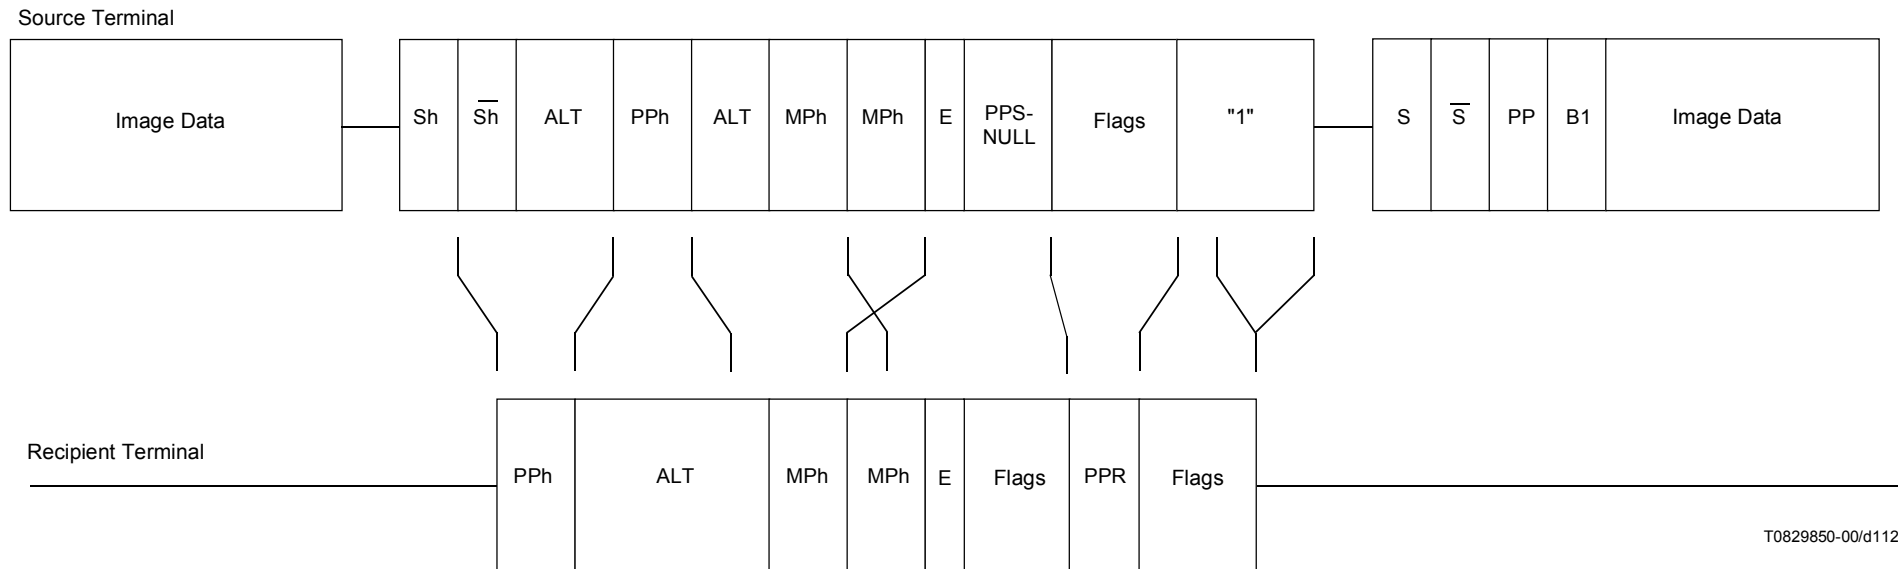 Source Terminal
Image Data
Sh
S̅h̅
ALT
PPh
ALT
MPh
MPh
E
PPS-
NULL
Flags
"1"
S
S̅
PP
B1
Image Data
Recipient Terminal
PPh
ALT
MPh
MPh
E
Flags
PPR
Flags
T0829850-00/d112